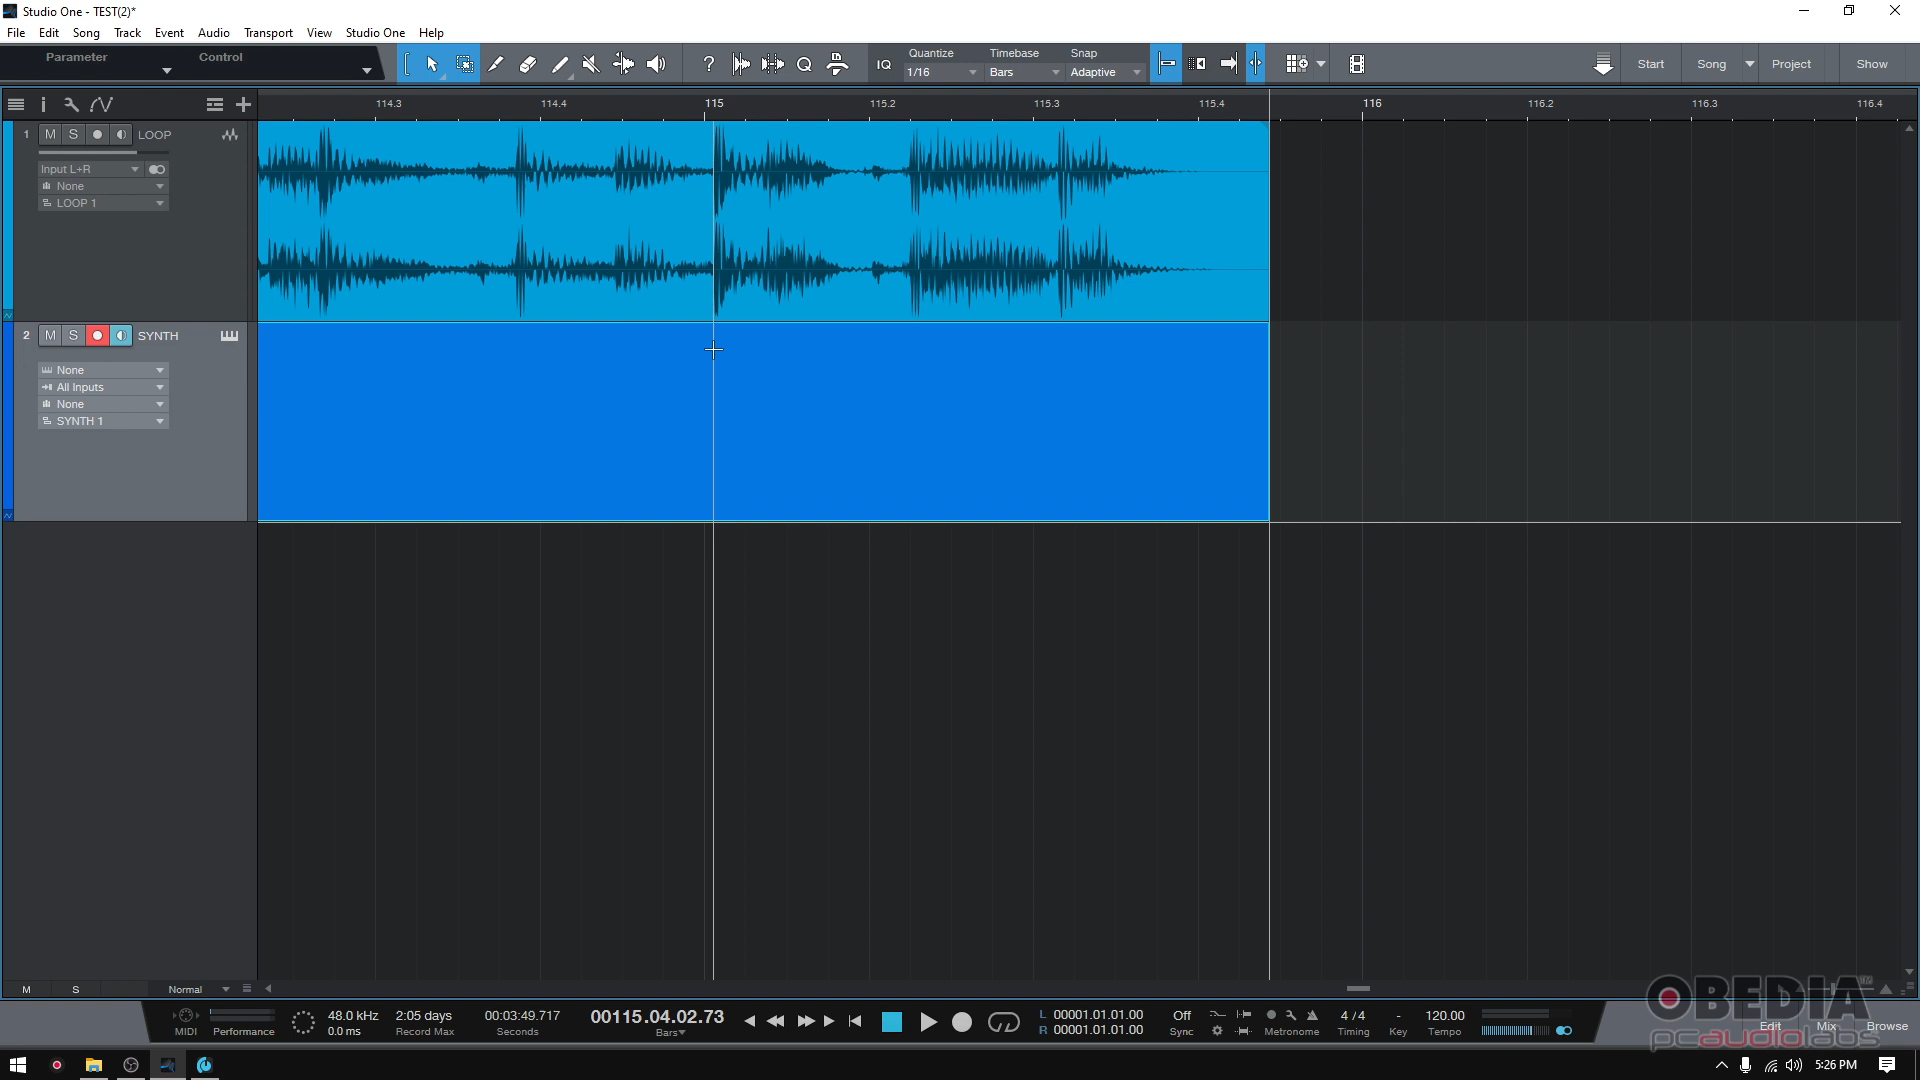 Studio One - TEST(2)*
File Edit Song Track Event Audio Transport View Studio One Help
Parameter Control
IQ Quantize Timebase Snap
1/16 Bars Adaptive
Start Song Project Show
114.3 114.4 115 115.2 115.3 115.4 116 116.2 116.3 116.4
1 M S LOOP
Input L+R
None
LOOP 1
2 M S SYNTH
None
All Inputs
None
SYNTH 1
M S Normal
MIDI Performance
48.0 kHz
0.0 ms
2:05 days
Record Max
00:03:49.717
Seconds
00115.04.02.73
Bars
L 00001.01.01.00
R 00001.01.01.00
Off
Sync
Metronome
4 / 4
Timing
-
Key
120.00
Tempo
OBEDIA
pcaudiolabs
Edit Mix Browse
5:26 PM